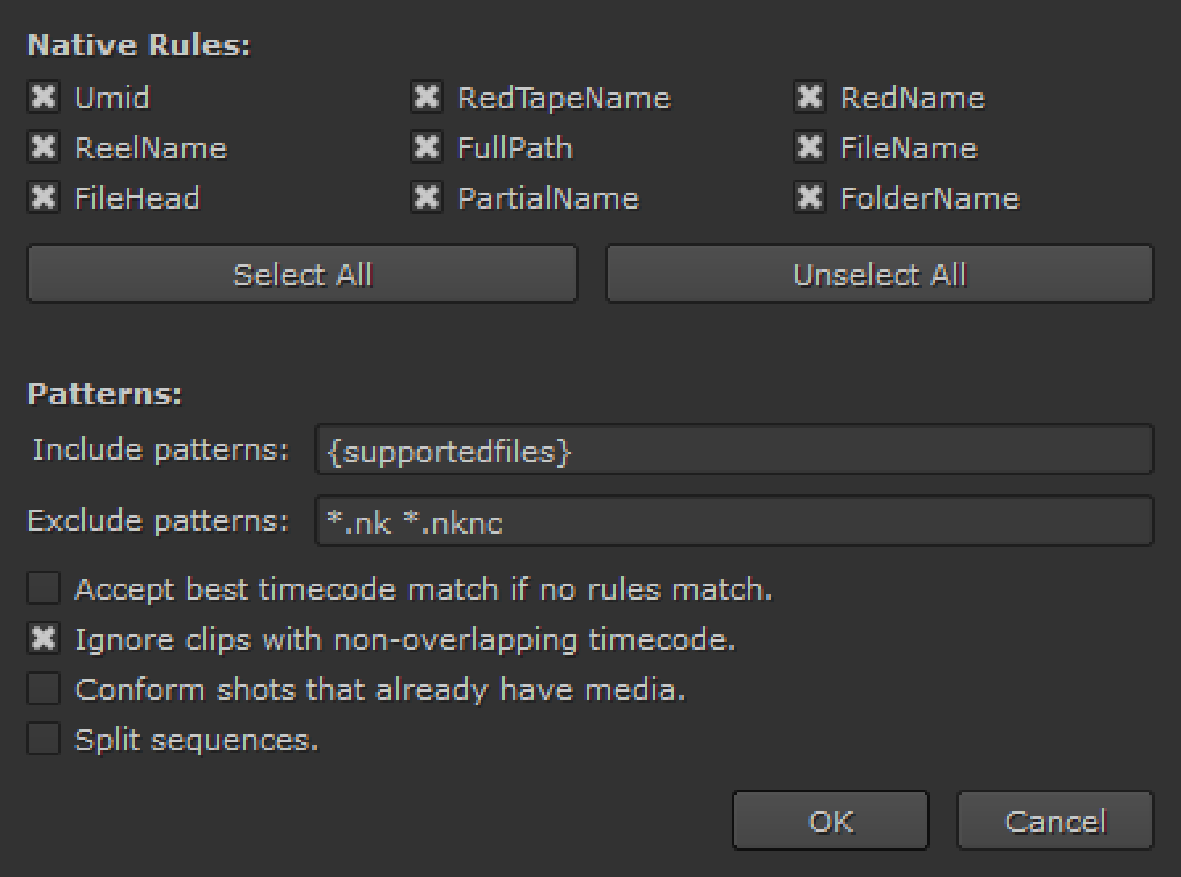 Native Rules:
Umid RedTapeName RedName
ReelName FullPath FileName
FileHead PartialName FolderName
Select All Unselect All
Patterns:
Include patterns: {supportedfiles}
Exclude patterns: *.nk *.nknc
Accept best timecode match if no rules match.
Ignore clips with non-overlapping timecode.
Conform shots that already have media.
Split sequences.
OK Cancel